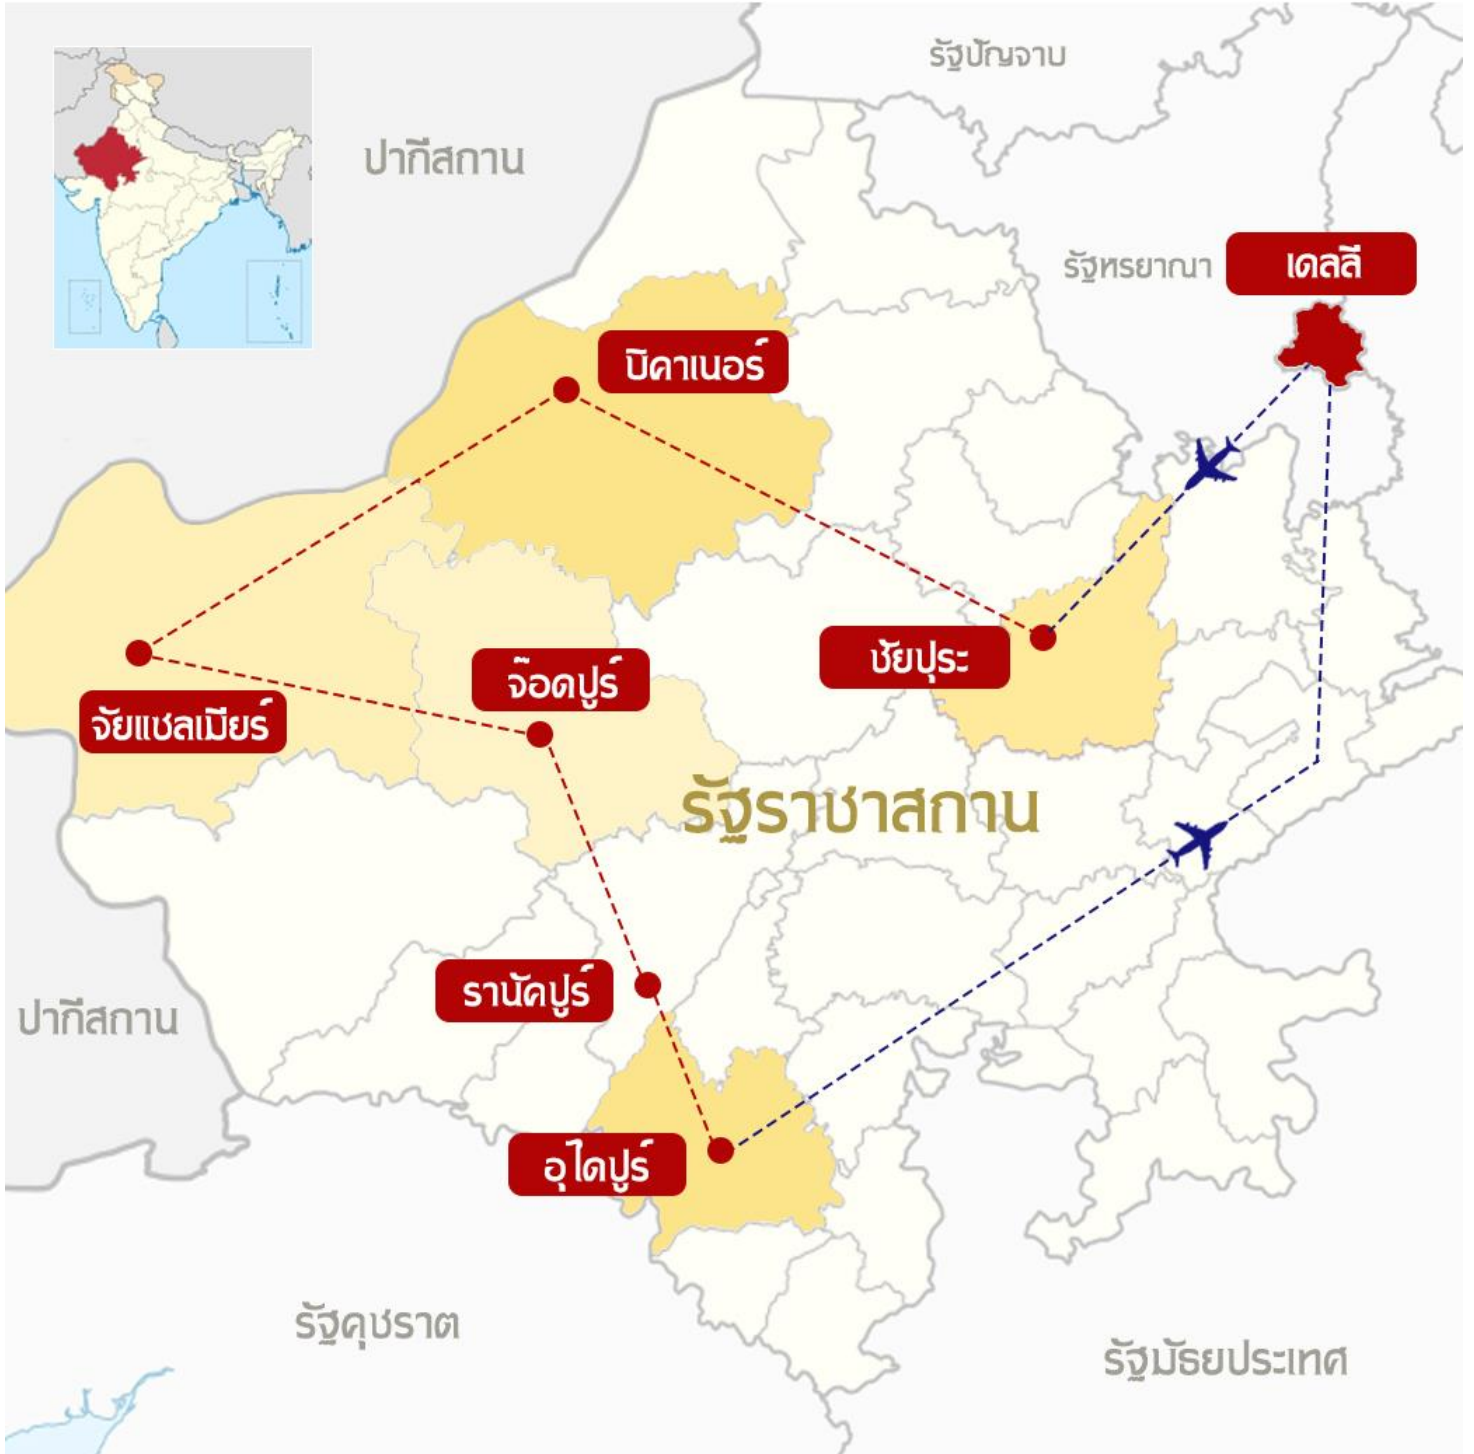 รัฐปัญจาบ
ปากีสถาน
รัฐหรยาณา
เดลลี
บิคาเนอร์
ชัยปุระ
จ๊อดปูร์
จัยแชลเมียร์
รัฐราชาสถาน
รานัคปูร์
ปากีสถาน
อุไดปูร์
รัฐคุชราต
รัฐมัธยประเทศ